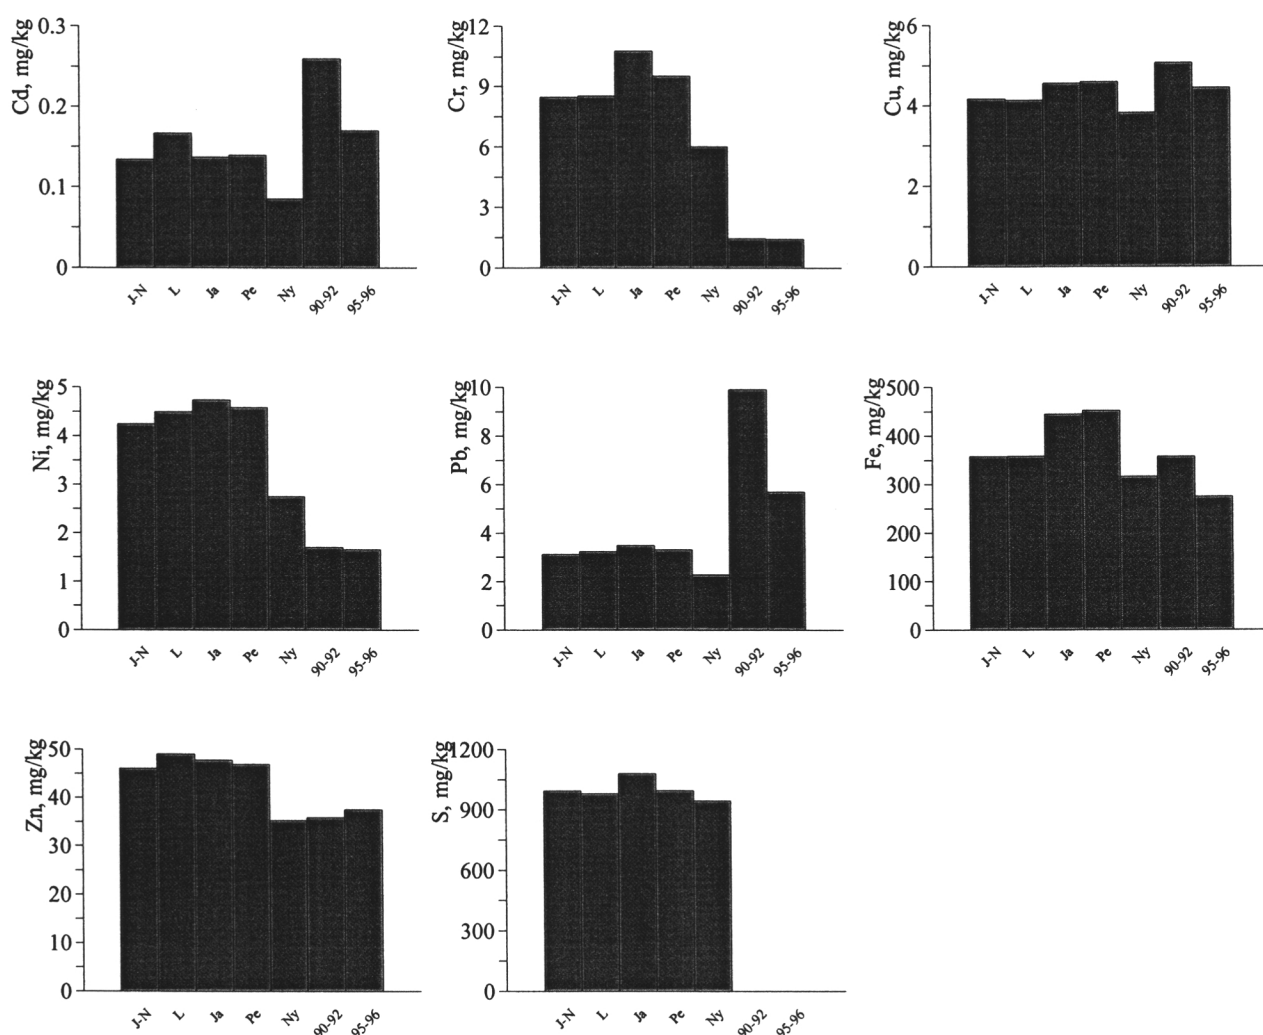 Cd, mg/kg
0.3
0.2
0.1
0
J-N
L
Ja
Pe
Ny
90-92
95-96
Cr, mg/kg
12
9
6
3
0
J-N
L
Ja
Pe
Ny
90-92
95-96
Cu, mg/kg
6
4
2
0
J-N
L
Ja
Pe
Ny
90-92
95-96
Ni, mg/kg
5
4
3
2
1
0
J-N
L
Ja
Pe
Ny
90-92
95-96
Pb, mg/kg
10
8
6
4
2
0
J-N
L
Ja
Pe
Ny
90-92
95-96
Fe, mg/kg
500
400
300
200
100
0
J-N
L
Ja
Pe
Ny
90-92
95-96
Zn, mg/kg
50
40
30
20
10
0
J-N
L
Ja
Pe
Ny
90-92
95-96
S, mg/kg
1200
900
600
300
0
J-N
L
Ja
Pe
Ny
90-92
95-96